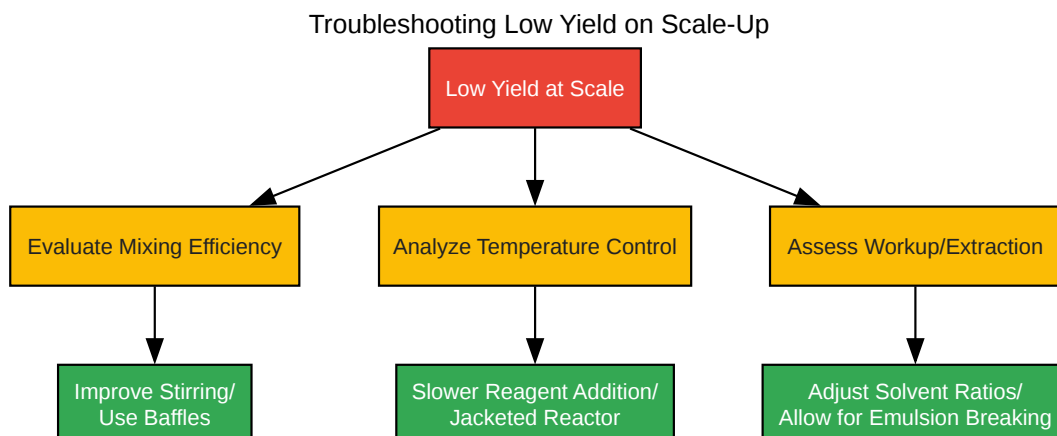 Troubleshooting Low Yield on Scale-Up
Low Yield at Scale
Evaluate Mixing Efficiency
Analyze Temperature Control
Assess Workup/Extraction
Improve Stirring/
Use Baffles
Slower Reagent Addition/
Jacketed Reactor
Adjust Solvent Ratios/
Allow for Emulsion Breaking